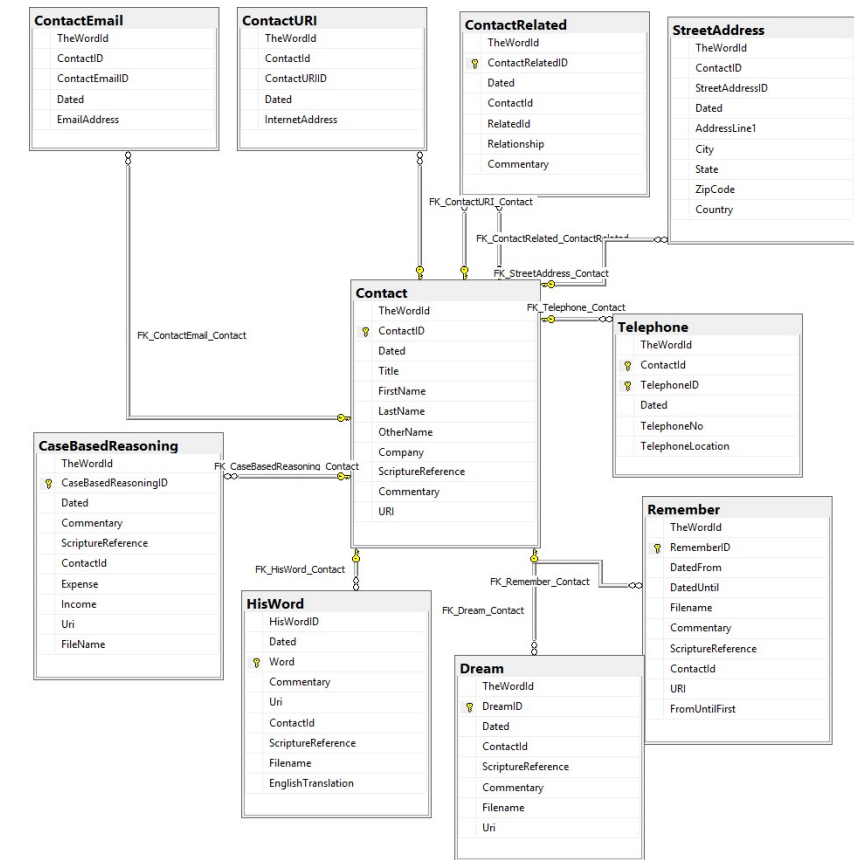 ContactEmail
TheWordId
ContactID
ContactEmailID
Dated
EmailAddress
ContactURI
TheWordId
ContactId
ContactURIID
Dated
InternetAddress
ContactRelated
TheWordId
ContactRelatedID
Dated
ContactId
RelatedId
Relationship
Commentary
StreetAddress
TheWordId
ContactID
StreetAddressID
Dated
AddressLine1
City
State
ZipCode
Country
FK_ContactURI_Contact
FK_ContactRelated_ContactRelated
FK_StreetAddress_Contact
FK_Telephone_Contact
FK_ContactEmail_Contact
Contact
TheWordId
ContactID
Dated
Title
FirstName
LastName
OtherName
Company
ScriptureReference
Commentary
URI
Telephone
TheWordId
ContactId
TelephoneID
Dated
TelephoneNo
TelephoneLocation
CaseBasedReasoning
TheWordId
CaseBasedReasoningID
Dated
Commentary
ScriptureReference
ContactId
Expense
Income
Uri
FileName
FK_CaseBasedReasoning_Contact
FK_HisWord_Contact
FK_Remember_Contact
FK_Dream_Contact
HisWord
HisWordID
Dated
Word
Commentary
Uri
ContactId
ScriptureReference
Filename
EnglishTranslation
Dream
TheWordId
DreamID
Dated
ContactId
ScriptureReference
Commentary
Filename
Uri
Remember
TheWordId
RememberID
DatedFrom
DatedUntil
Filename
Commentary
ScriptureReference
ContactId
URI
FromUntilFirst